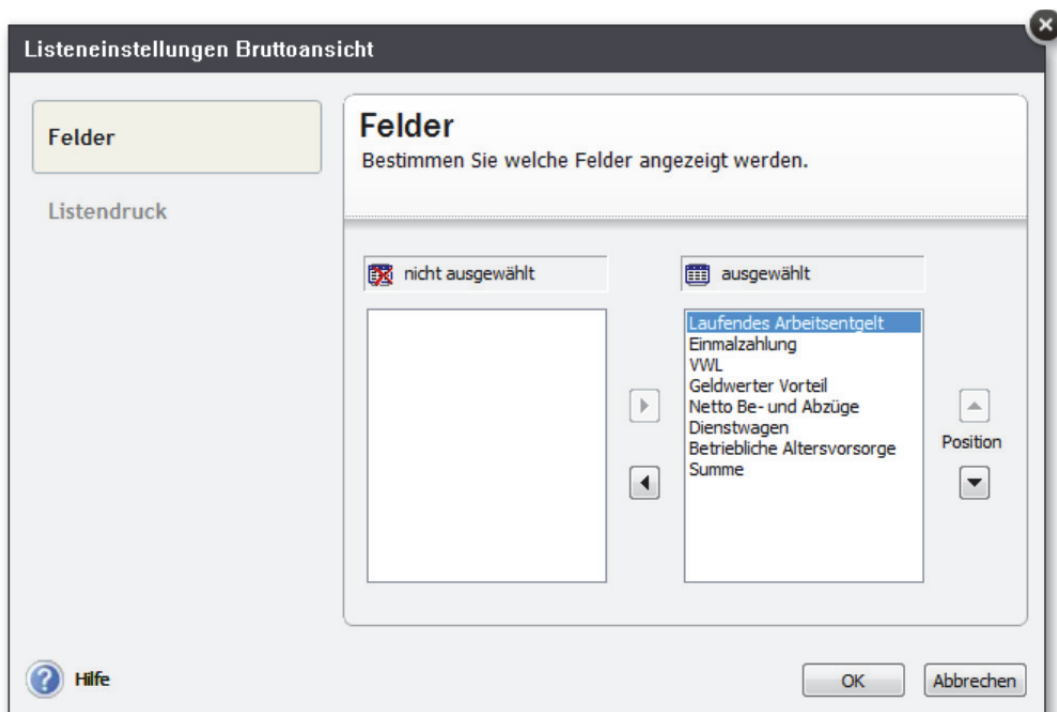 Listeneinstellungen Bruttoansicht
Felder
Listendruck
Felder
Bestimmen Sie welche Felder angezeigt werden.
nicht ausgewählt
ausgewählt
Laufendes Arbeitsentgelt
Einmalzahlung
VWL
Geldwerter Vorteil
Netto Be- und Abzüge
Dienstwagen
Betriebliche Altersvorsorge
Summe
Position
Hilfe
OK
Abbrechen